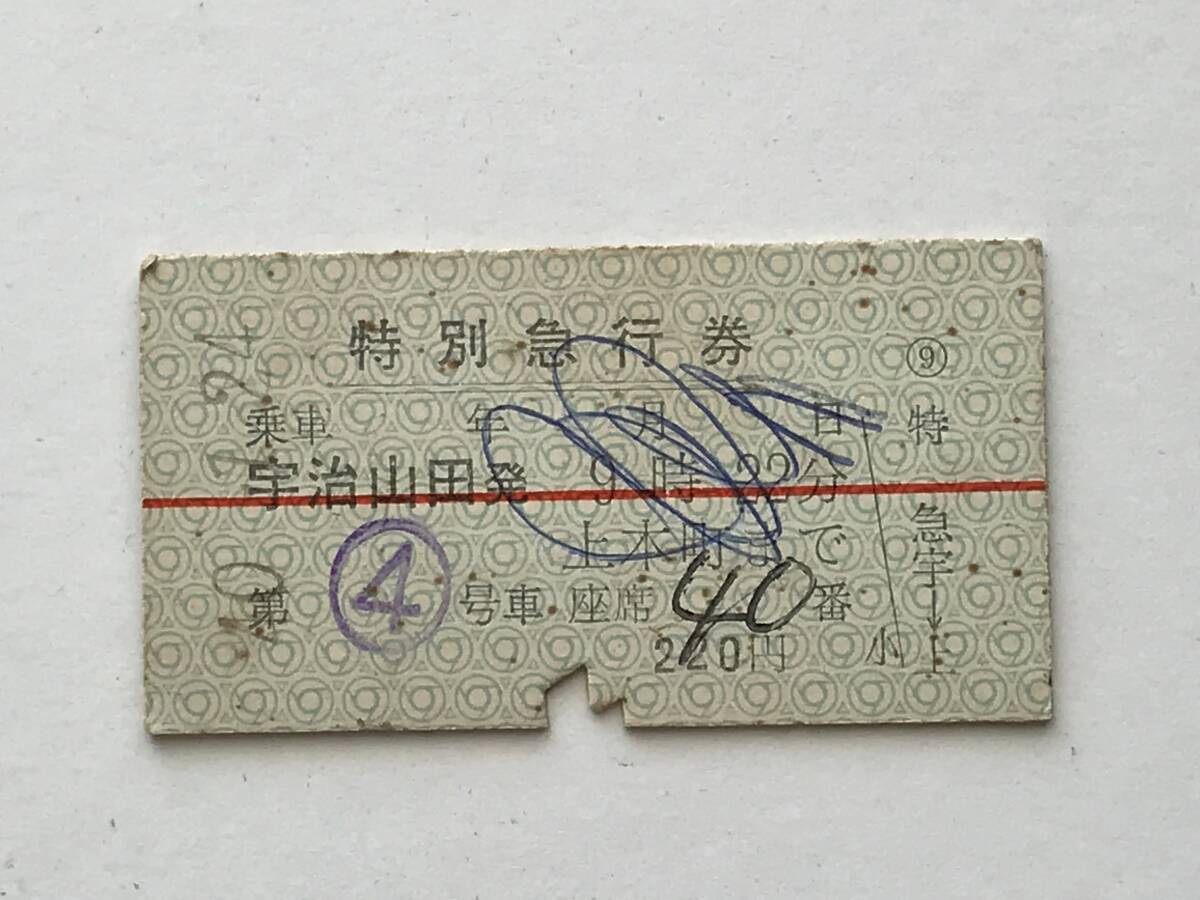 特別急行券
乗車 年 月 日
宇治山田発 9時22分
上本町まで
第 4 号車 座席 40 番
220円
⑨
特
急宇→上
小